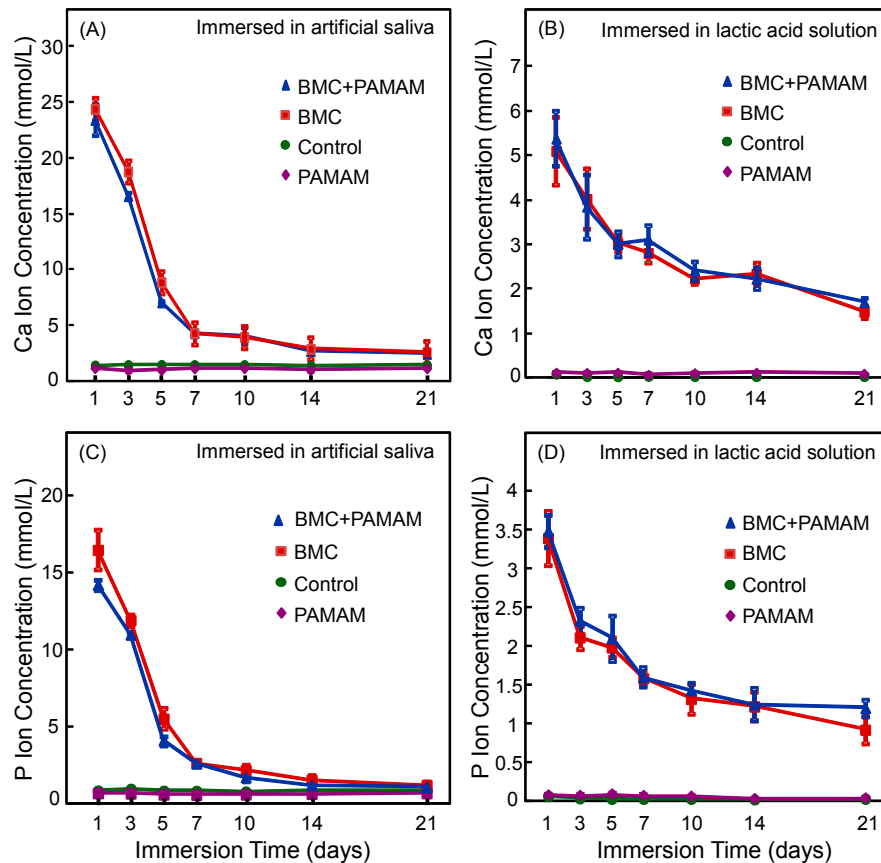 (A) Immersed in artificial saliva
30
25
20
15
10
5
0
Ca Ion Concentration (mmol/L)
BMC+PAMAM
BMC
Control
PAMAM
1 3 5 7 10 14 21
(B) Immersed in lactic acid solution
7
6
5
4
3
2
1
0
Ca Ion Concentration (mmol/L)
BMC+PAMAM
BMC
Control
PAMAM
1 3 5 7 10 14 21
(C) Immersed in artificial saliva
20
15
10
5
0
P Ion Concentration (mmol/L)
BMC+PAMAM
BMC
Control
PAMAM
1 3 5 7 10 14 21
Immersion Time (days)
(D) Immersed in lactic acid solution
4
3.5
3
2.5
2
1.5
1
0.5
0
P Ion Concentration (mmol/L)
BMC+PAMAM
BMC
Control
PAMAM
1 3 5 7 10 14 21
Immersion Time (days)